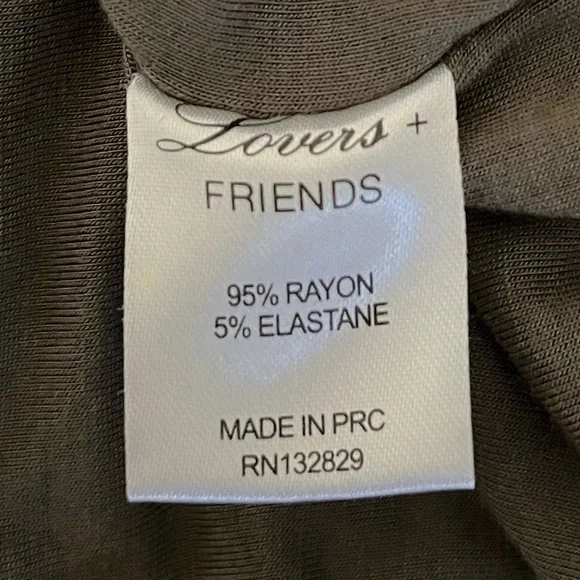 Lovers +
FRIENDS
95% RAYON
5% ELASTANE
MADE IN PRC
RN132829